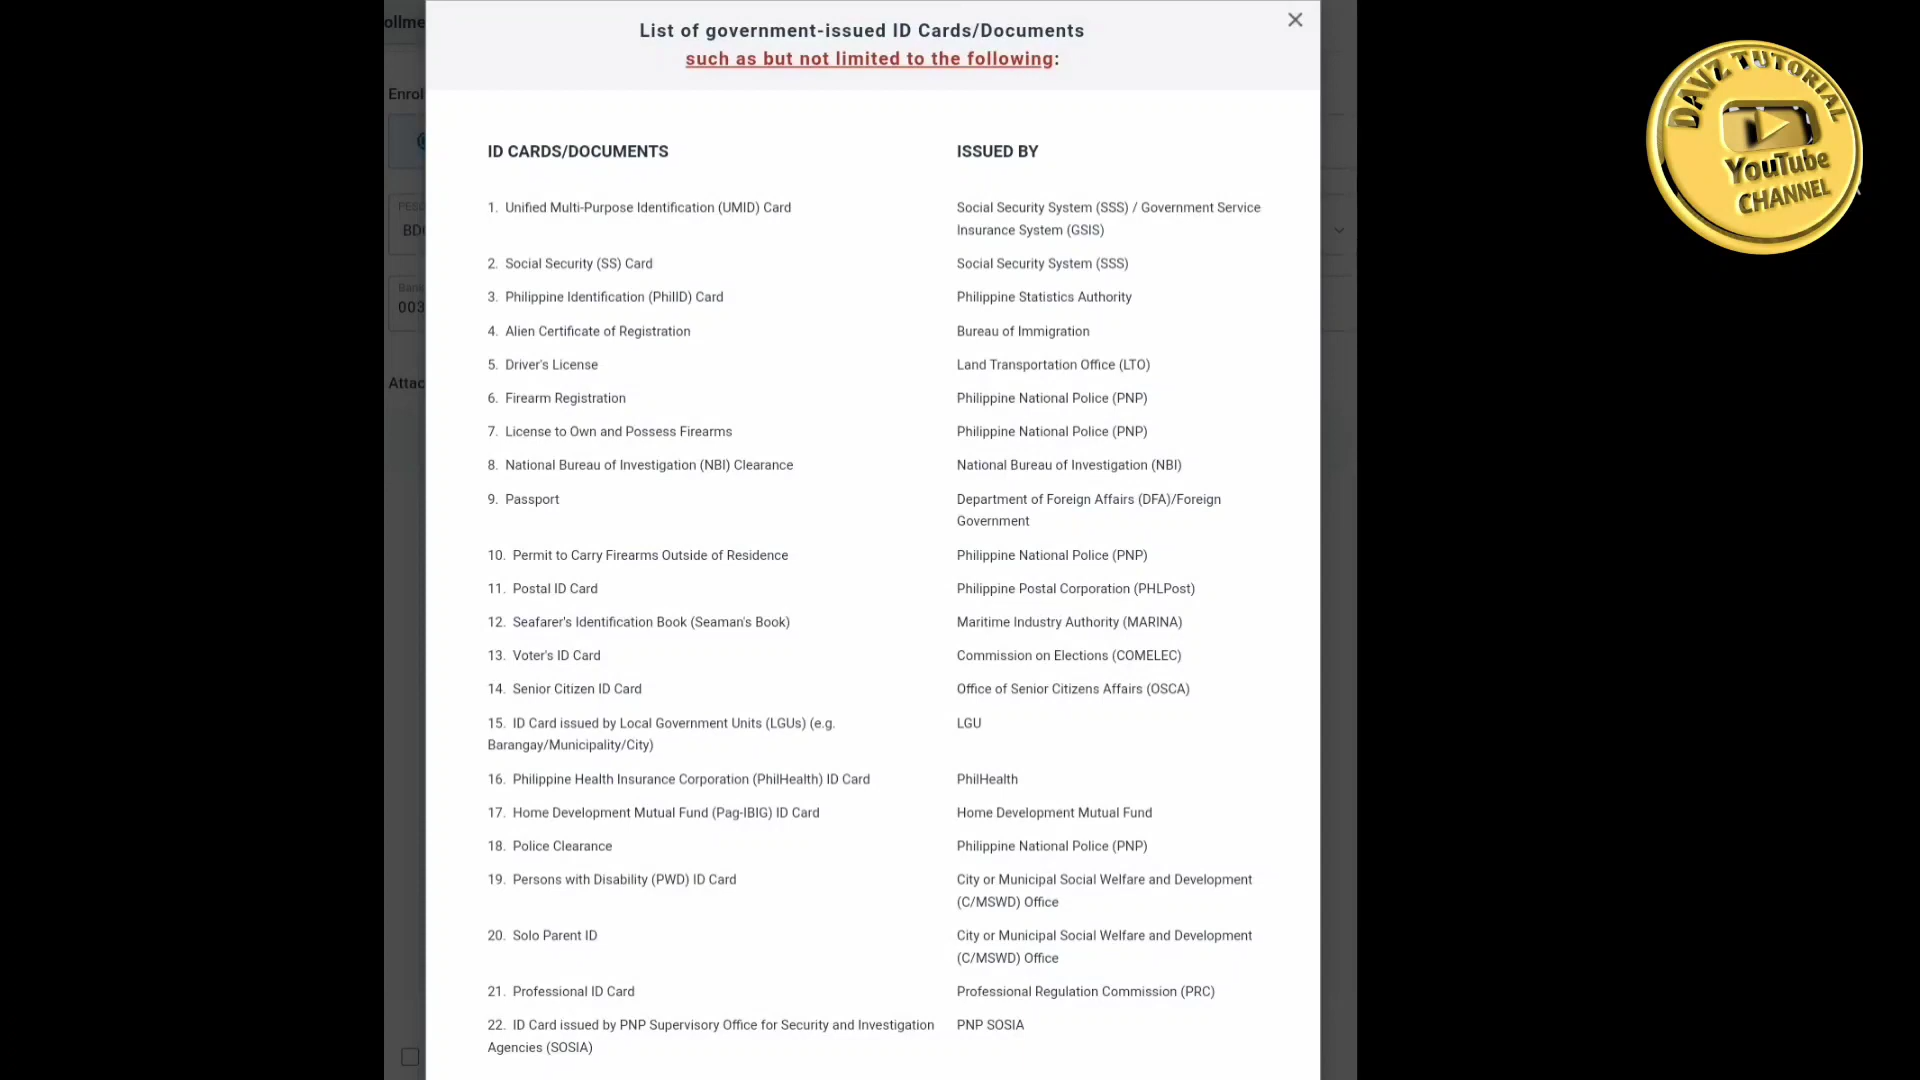 ollme
List of government-issued ID Cards/Documents
such as but not limited to the following:
Enrol
ID CARDS/DOCUMENTS ISSUED BY
1. Unified Multi-Purpose Identification (UMID) Card Social Security System (SSS) / Government Service
Insurance System (GSIS)
BD
2. Social Security (SS) Card Social Security System (SSS)
Ban
3. Philippine Identification (PhilID) Card Philippine Statistics Authority
003
4. Alien Certificate of Registration Bureau of Immigration
5. Driver's License Land Transportation Office (LTO)
Attac
6. Firearm Registration Philippine National Police (PNP)
7. License to Own and Possess Firearms Philippine National Police (PNP)
8. National Bureau of Investigation (NBI) Clearance National Bureau of Investigation (NBI)
9. Passport Department of Foreign Affairs (DFA)/Foreign
Government
10. Permit to Carry Firearms Outside of Residence Philippine National Police (PNP)
11. Postal ID Card Philippine Postal Corporation (PHLPost)
12. Seafarer's Identification Book (Seaman's Book) Maritime Industry Authority (MARINA)
13. Voter's ID Card Commission on Elections (COMELEC)
14. Senior Citizen ID Card Office of Senior Citizens Affairs (OSCA)
15. ID Card issued by Local Government Units (LGUs) (e.g. LGU
Barangay/Municipality/City)
16. Philippine Health Insurance Corporation (PhilHealth) ID Card PhilHealth
17. Home Development Mutual Fund (Pag-IBIG) ID Card Home Development Mutual Fund
18. Police Clearance Philippine National Police (PNP)
19. Persons with Disability (PWD) ID Card City or Municipal Social Welfare and Development
(C/MSWD) Office
20. Solo Parent ID City or Municipal Social Welfare and Development
(C/MSWD) Office
21. Professional ID Card Professional Regulation Commission (PRC)
22. ID Card issued by PNP Supervisory Office for Security and Investigation PNP SOSIA
Agencies (SOSIA)
DAVZ TUTORIAL
YouTube
CHANNEL